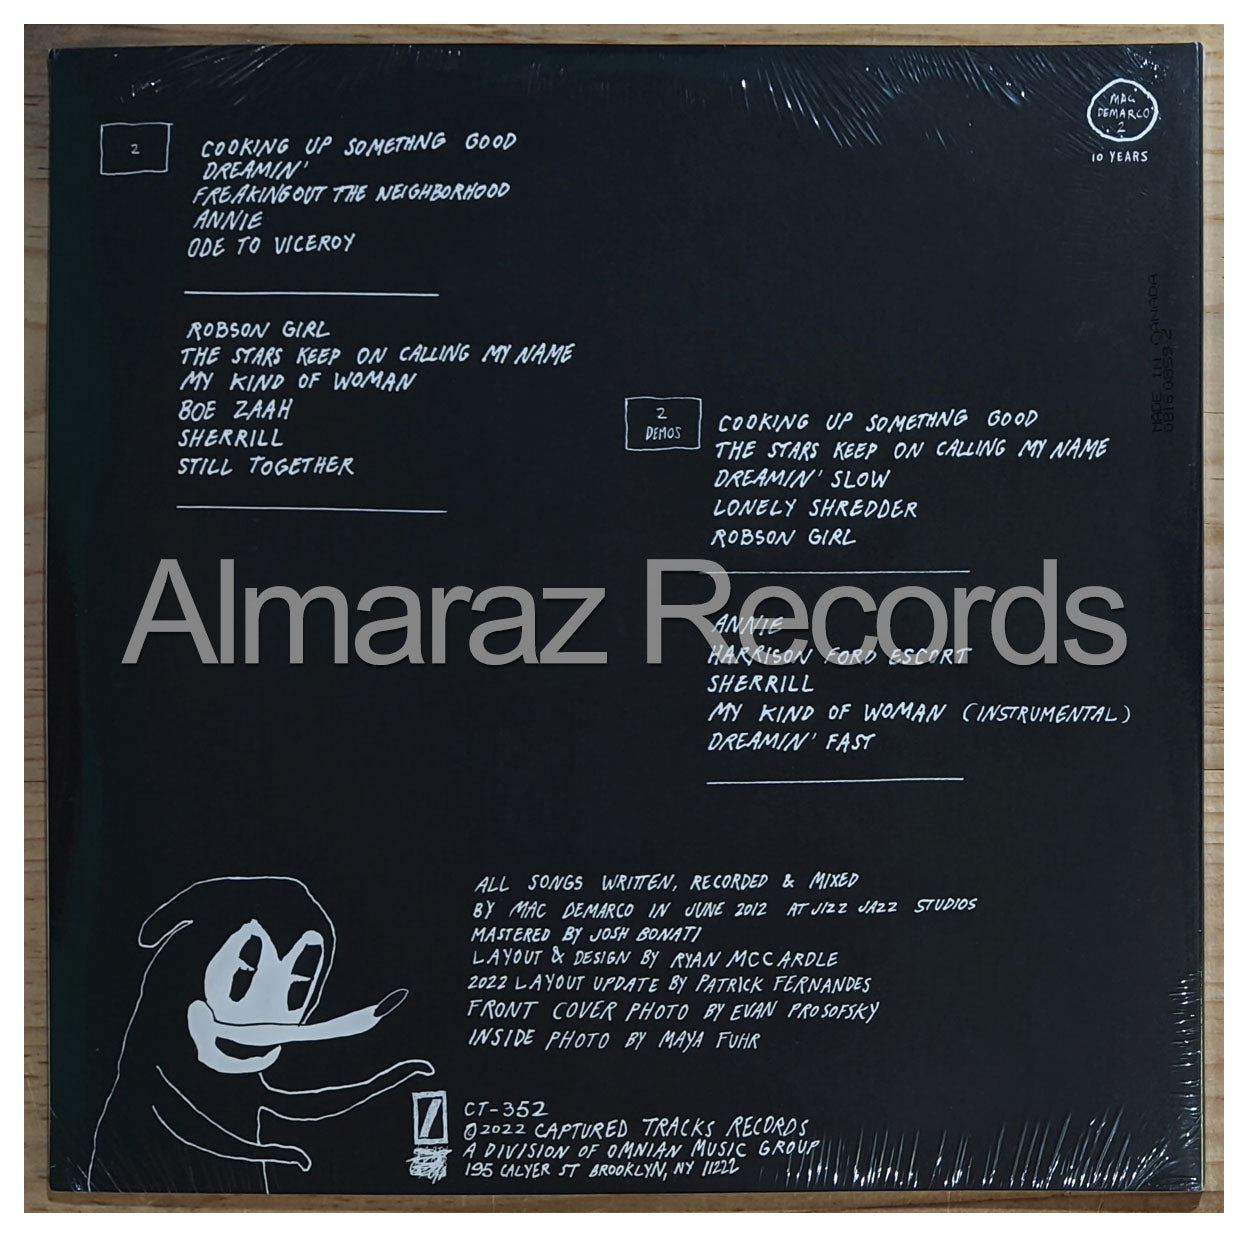 MAC
DEMARCO
2
10 YEARS
2
COOKING UP SOMETHNG GOOD
DREAMIN'
FREAKING OUT THE NEIGHBORHOOD
ANNIE
ODE TO VICEROY
ROBSON GIRL
THE STARS KEEP ON CALLING MY NAME
MY KIND OF WOMAN
BOE ZAAH
SHERRILL
STILL TOGETHER
2
DEMOS
COOKING UP SOMETHNG GOOD
THE STARS KEEP ON CALLING MY NAME
DREAMIN' SLOW
LONELY SHREDDER
ROBSON GIRL
ANNIE
HARRISON FORD ESCORT
SHERRILL
MY KIND OF WOMAN (INSTRUMENTAL)
DREAMIN' FAST
MADE IN CANADA
Almaraz Records
ALL SONGS WRITTEN, RECORDED & MIXED
BY MAC DEMARCO IN JUNE 2012 AT JIZZ JAZZ STUDIOS
MASTERED BY JOSH BONATI
LAYOUT & DESIGN BY RYAN MCCARDLE
2022 LAYOUT UPDATE BY PATRICK FERNANDES
FRONT COVER PHOTO BY EVAN PROSOFSKY
INSIDE PHOTO BY MAYA FUHR
CT-352
©2022 CAPTURED TRACKS RECORDS
A DIVISION OF OMNIAN MUSIC GROUP
195 CALYER ST BROOKLYN, NY 11222